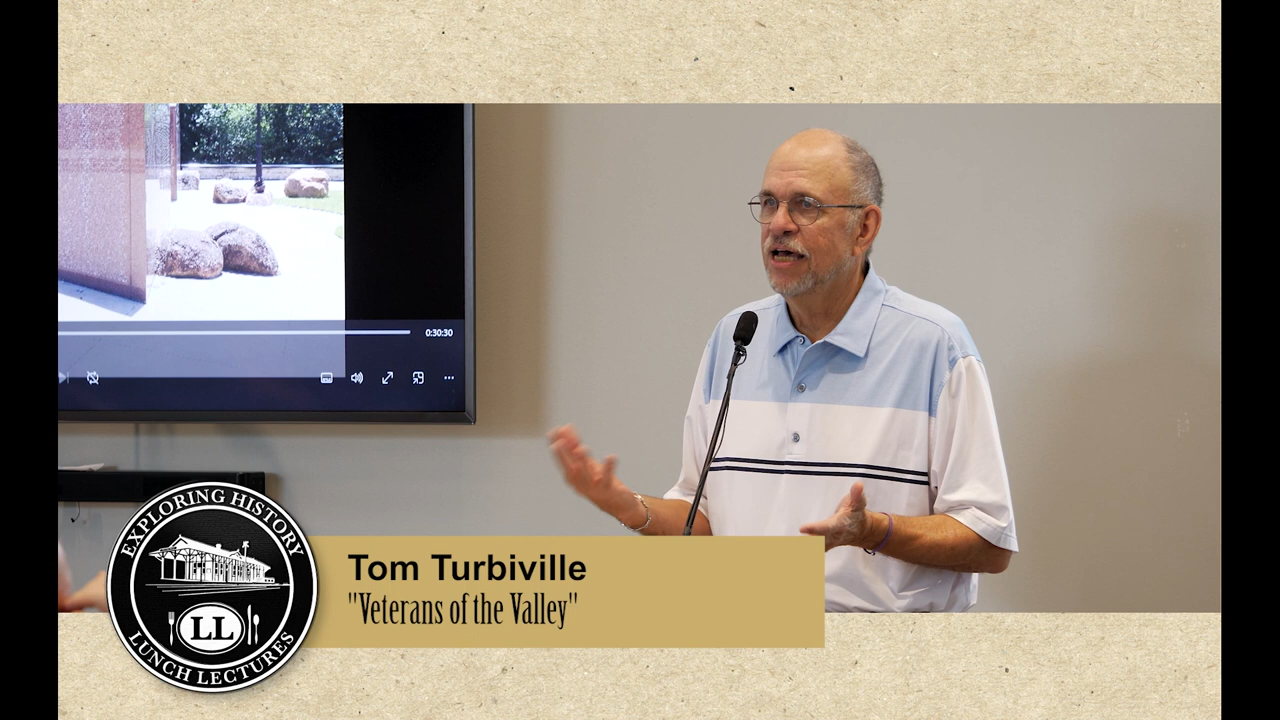 0:30:30
Tom Turbiville
"Veterans of the Valley"
EXPLORING HISTORY
LL
LUNCH LECTURES